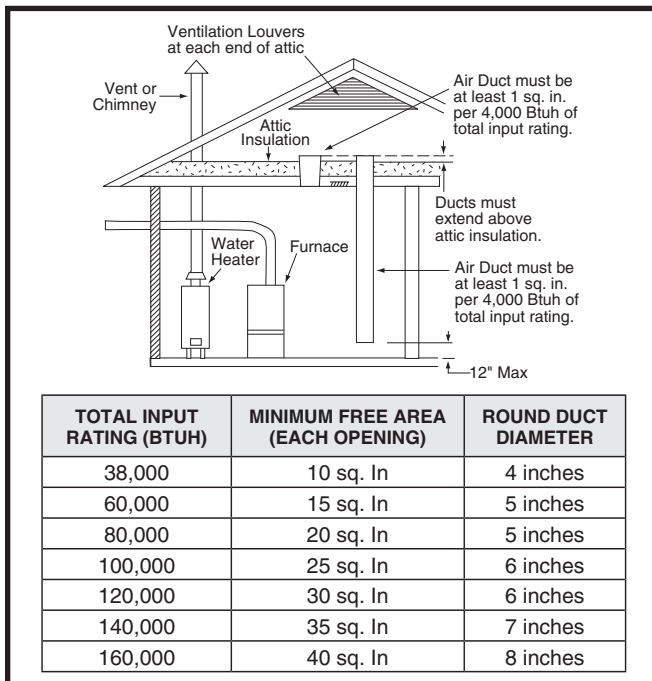 Ventilation Louvers
at each end of attic
Vent or
Chimney
Air Duct must be
at least 1 sq. in.
per 4,000 Btuh of
total input rating.
Attic
Insulation
Ducts must
extend above
attic insulation.
Water
Heater
Furnace
Air Duct must be
at least 1 sq. in.
per 4,000 Btuh of
total input rating.
12" Max
TOTAL INPUT RATING (BTUH) MINIMUM FREE AREA (EACH OPENING) ROUND DUCT DIAMETER
38,000 10 sq. In 4 inches
60,000 15 sq. In 5 inches
80,000 20 sq. In 5 inches
100,000 25 sq. In 6 inches
120,000 30 sq. In 6 inches
140,000 35 sq. In 7 inches
160,000 40 sq. In 8 inches